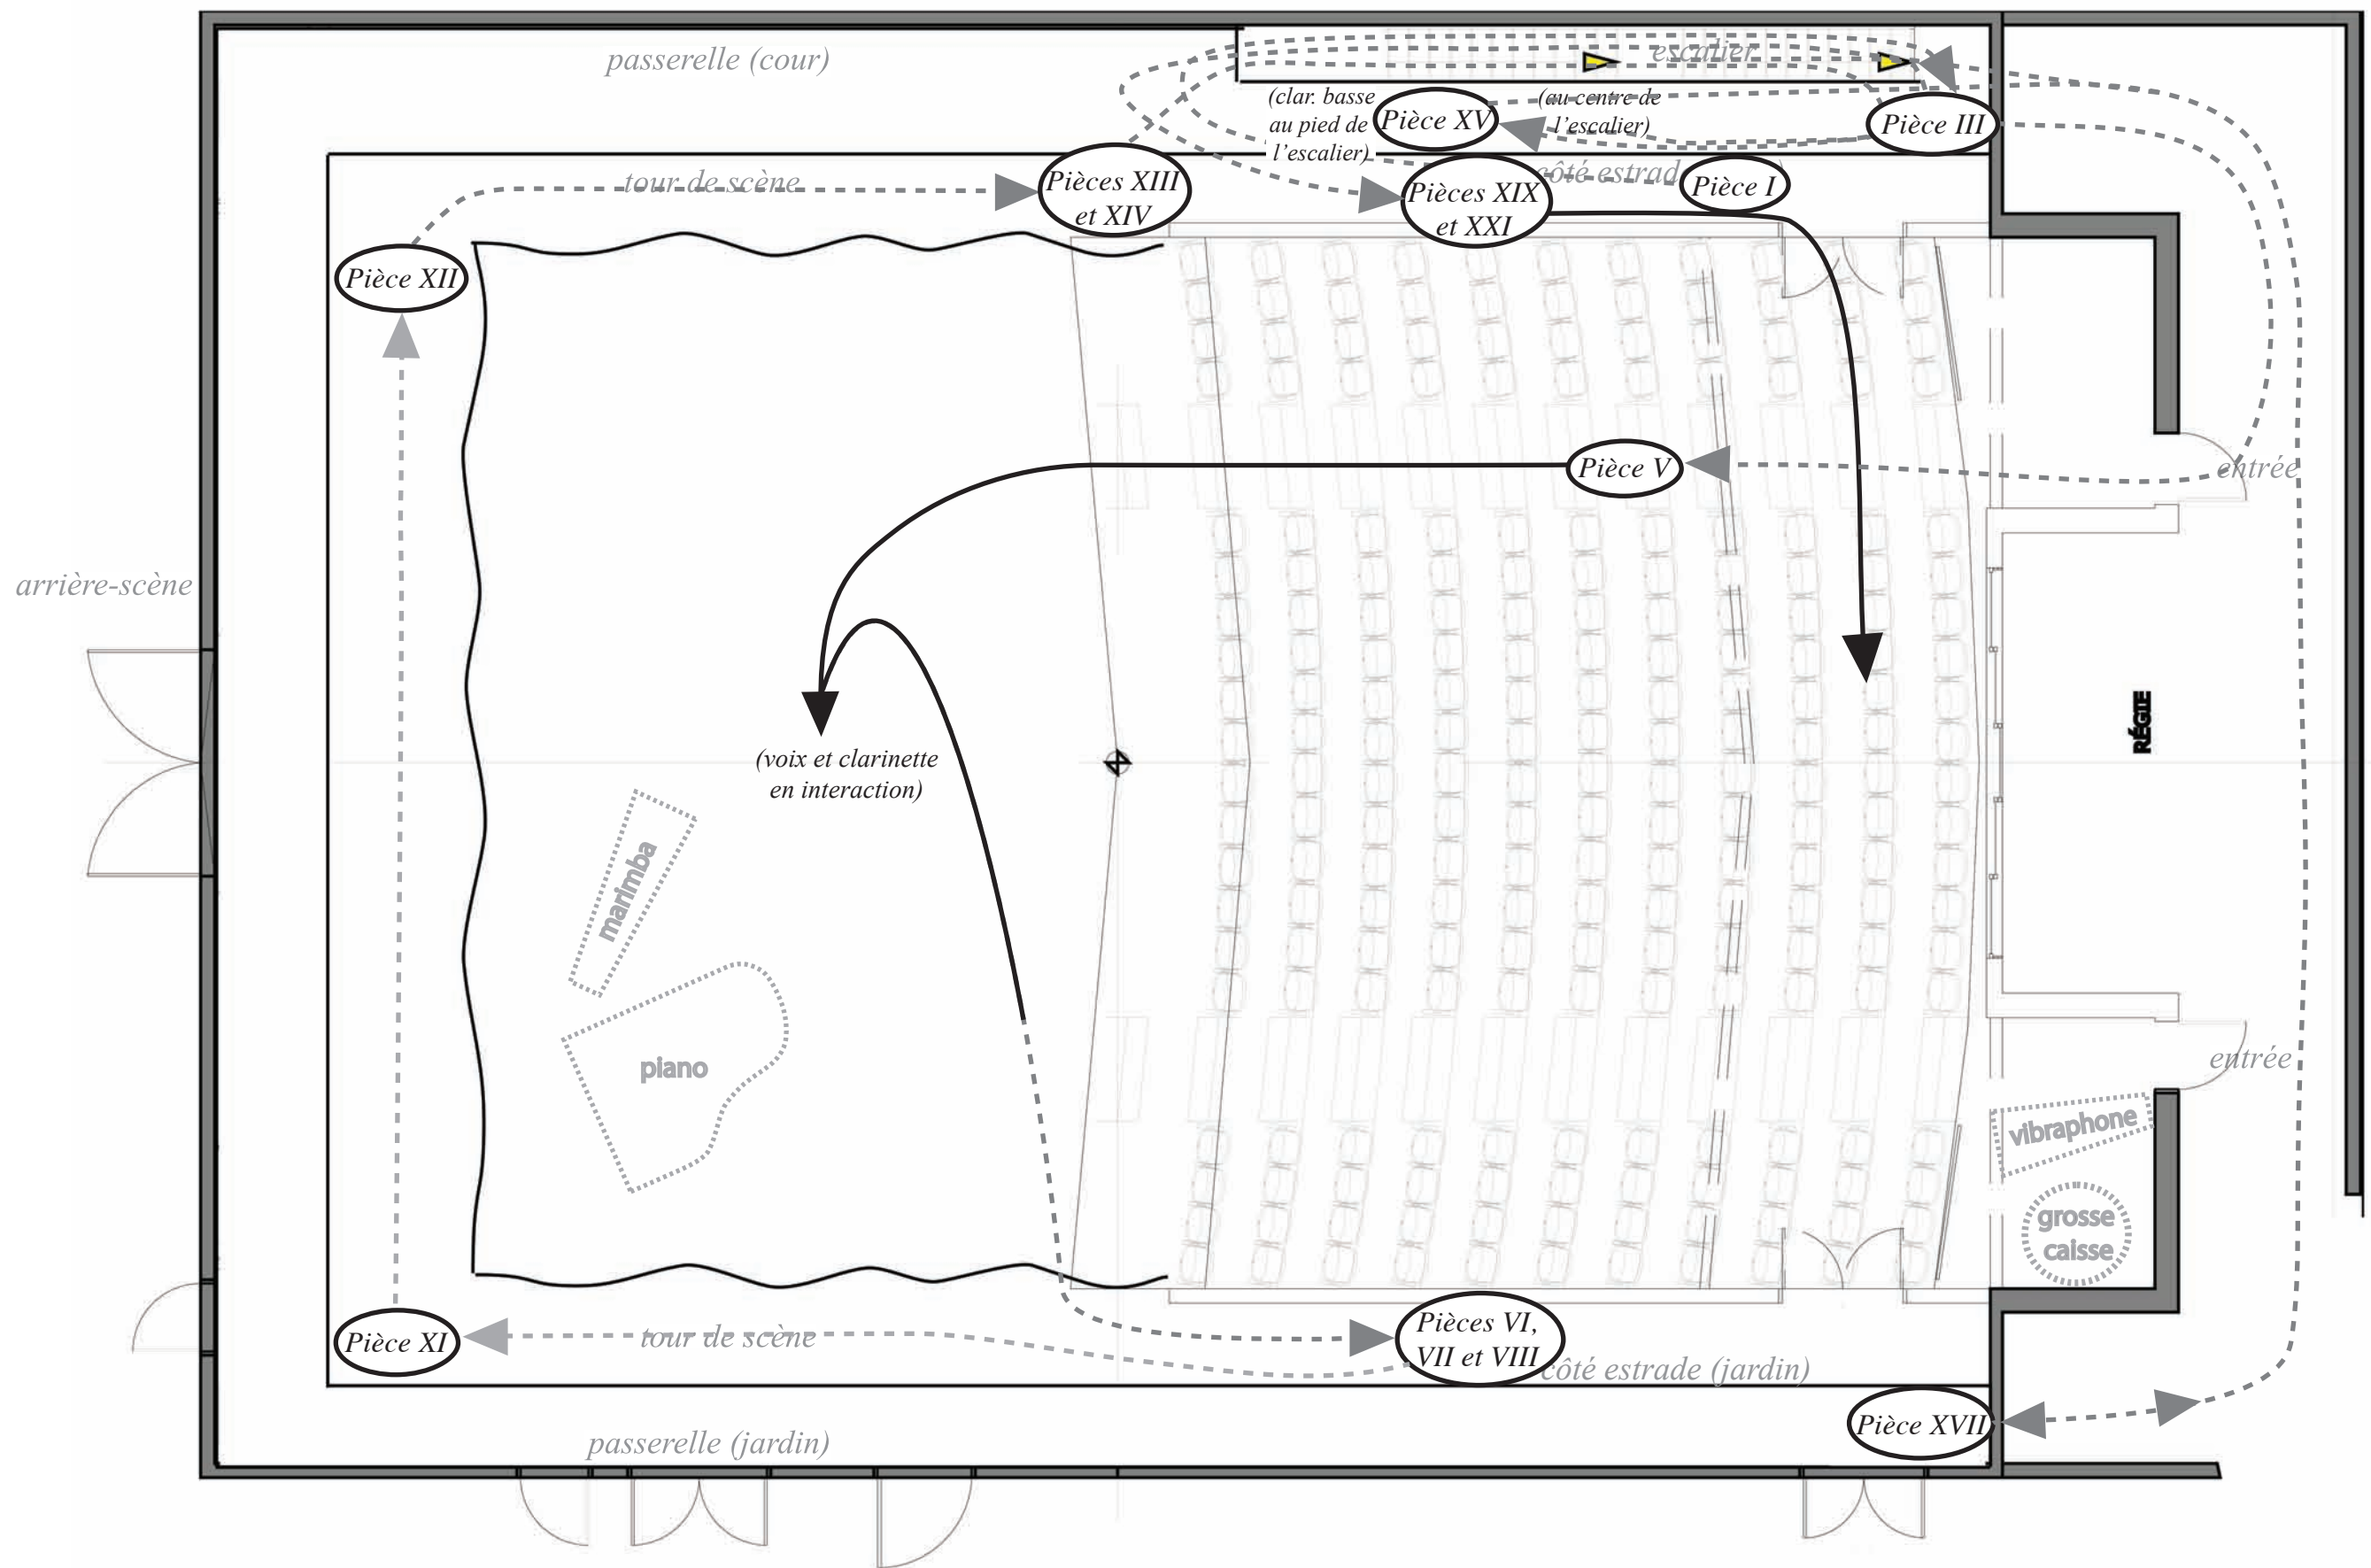 passerelle (cour)
escalier
(clar. basse
au pied de
l'escalier)
Pièce XV
(au centre de
l'escalier)
Pièce III
tour de scène
Pièces XIII
et XIV
Pièces XIX
et XXI
côté estrad
Pièce I
Pièce XII
Pièce V
entrée
arrière-scène
(voix et clarinette
en interaction)
RÉGIE
marimba
piano
entrée
vibraphone
grosse
caisse
Pièce XI
tour de scène
Pièces VI,
VII et VIII
côté estrade (jardin)
Pièce XVII
passerelle (jardin)